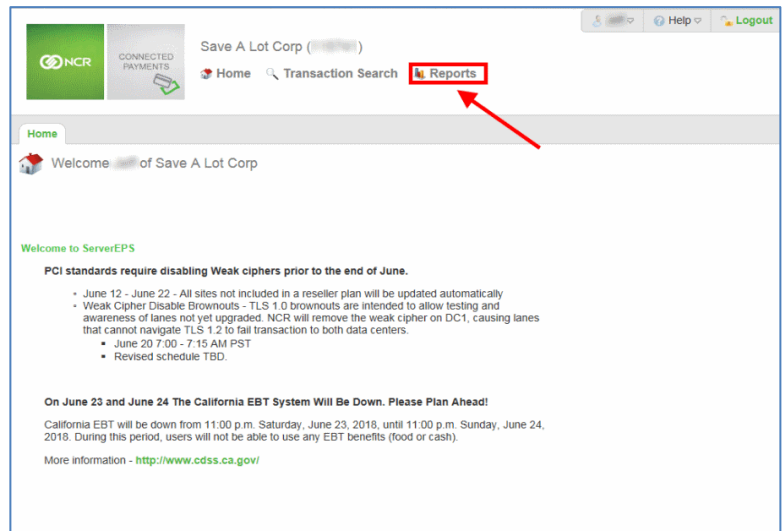 Help
Logout
NCR
CONNECTED
PAYMENTS
Save A Lot Corp ( )
Home Transaction Search Reports
Home
Welcome of Save A Lot Corp
Welcome to ServerEPS
PCI standards require disabling Weak ciphers prior to the end of June.
June 12 - June 22 - All sites not included in a reseller plan will be updated automatically
Weak Cipher Disable Brownouts - TLS 1.0 brownouts are intended to allow testing and
awareness of lanes not yet upgraded. NCR will remove the weak cipher on DC1, causing lanes
that cannot navigate TLS 1.2 to fail transaction to both data centers.
June 20 7:00 - 7:15 AM PST
Revised schedule TBD.
On June 23 and June 24 The California EBT System Will Be Down. Please Plan Ahead!
California EBT will be down from 11:00 p.m. Saturday, June 23, 2018, until 11:00 p.m. Sunday, June 24,
2018. During this period, users will not be able to use any EBT benefits (food or cash).
More information - http://www.cdss.ca.gov/